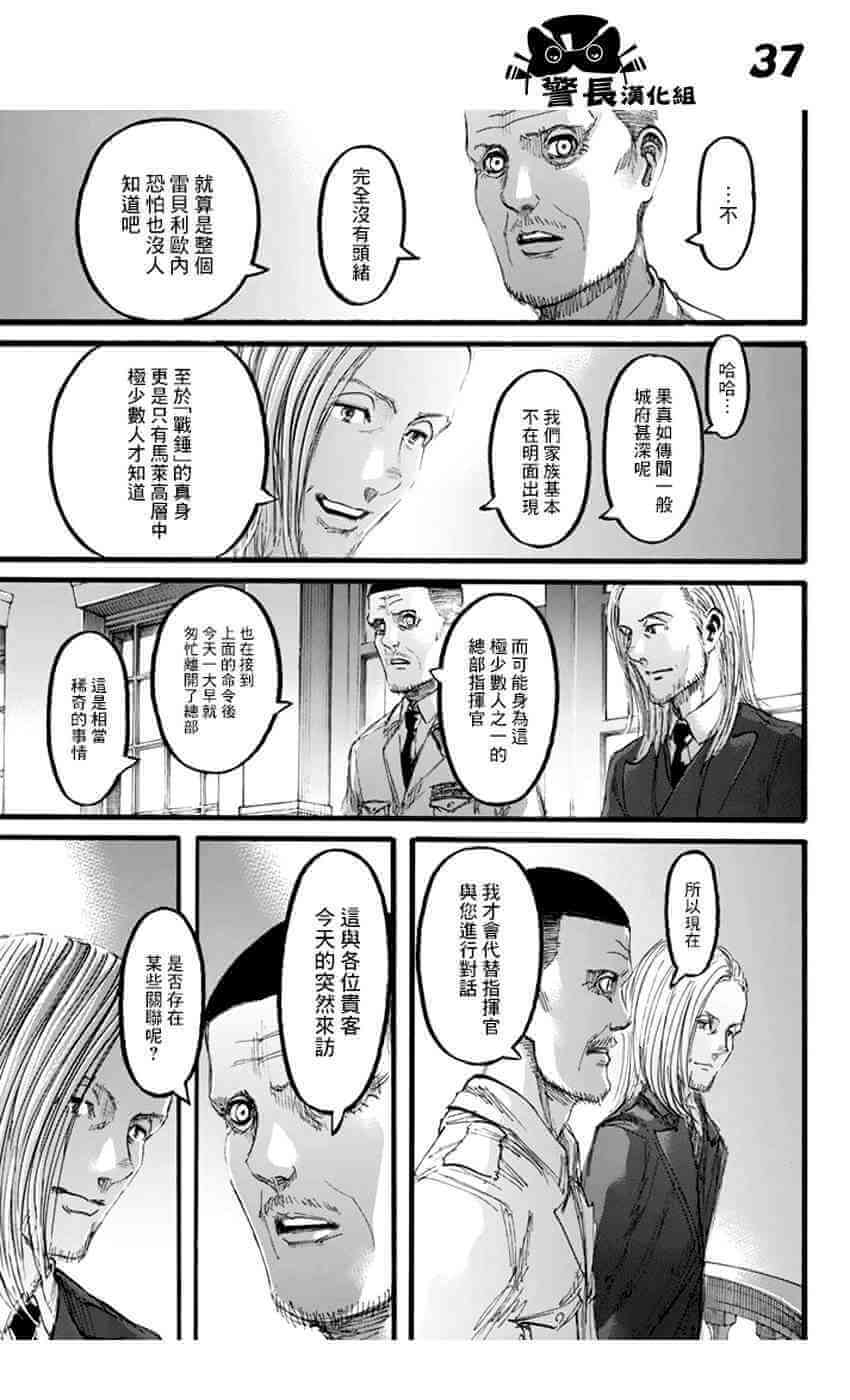 警長漢化組
37
…不
完全沒有頭緒
就算是整個
雷貝利歐內
恐怕也沒人
知道吧
哈哈…
果真如傳聞一般
城府甚深呢
我們家族基本
不在明面出現
至於「戰錘」的真身
更是只有馬萊高層中
極少數人才知道
而可能身為這
極少數人之一的
總部指揮官
也在接到
上面的命令後
今天一大早就
匆忙離開了總部
這是相當
稀奇的事情
所以現在
我才會代替指揮官
與您進行對話
這與各位貴客
今天的突然來訪
是否存在
某些關聯呢?